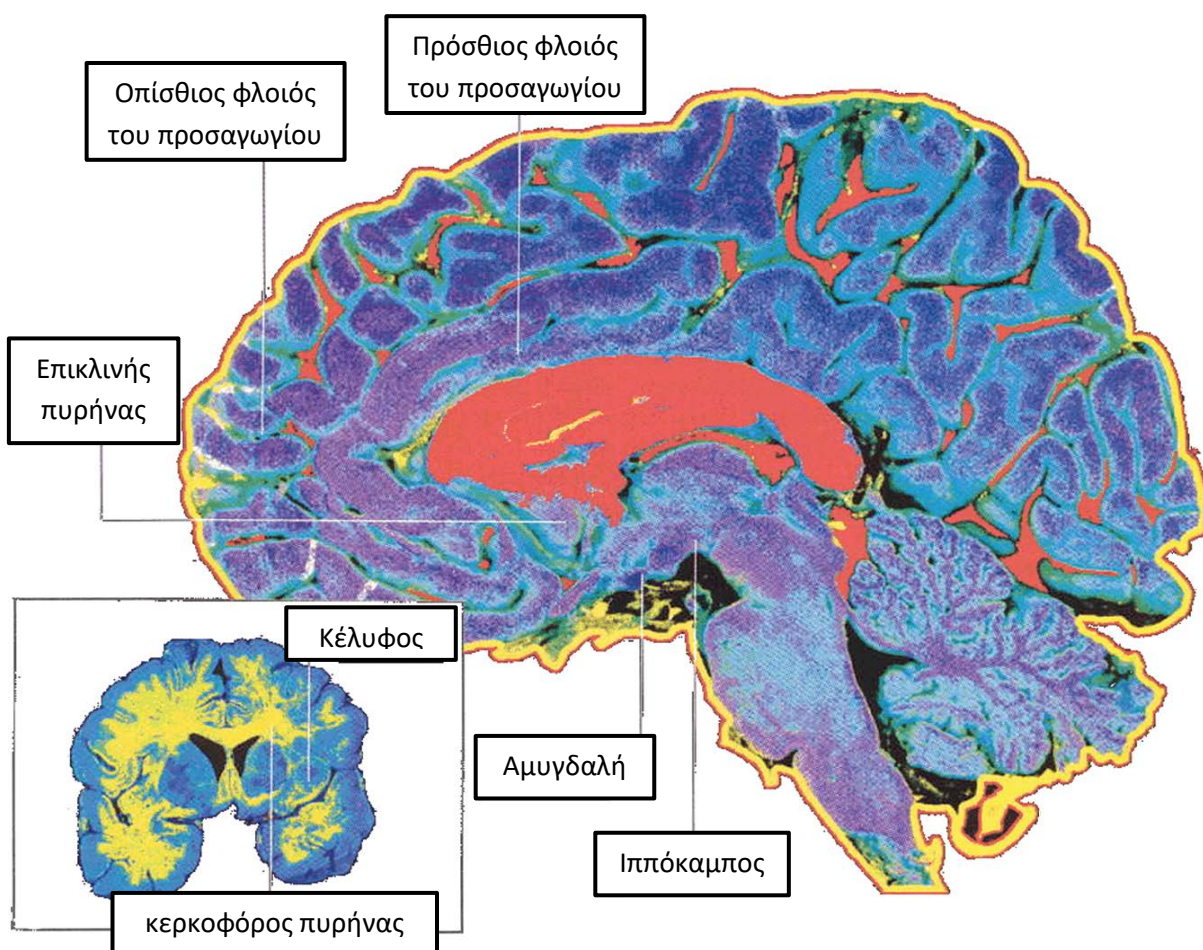 Πρόσθιος φλοιός
του προσαγωγίου
Οπίσθιος φλοιός
του προσαγωγίου
Επικλινής
πυρήνας
Κέλυφος
Αμυγδαλή
Ιππόκαμπος
κερκοφόρος πυρήνας